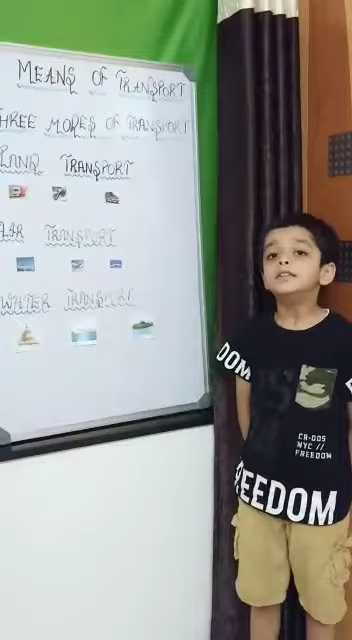 MEANS OF TRANSPORT
THREE MODES OF TRANSPORT
LAND TRANSPORT
AIR TRANSPORT
WATER TRANSPORT
DOM
CR-005
NYC //
FREEDOM
FREEDOM